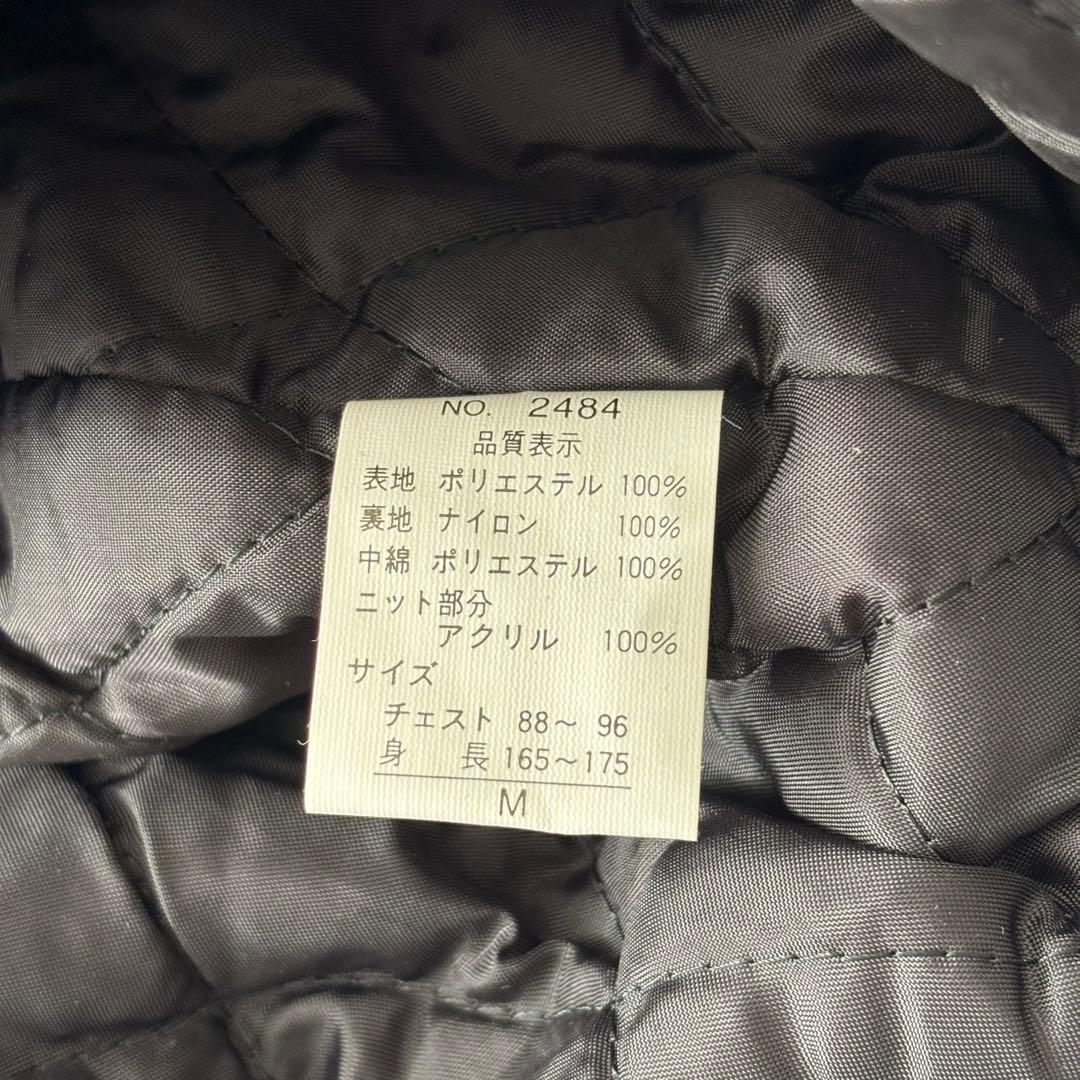 NO. 2484
品質表示
表地 ポリエステル 100%
裏地 ナイロン 100%
中綿 ポリエステル 100%
ニット部分
アクリル 100%
サイズ
チェスト 88〜 96
身 長 165〜175
M